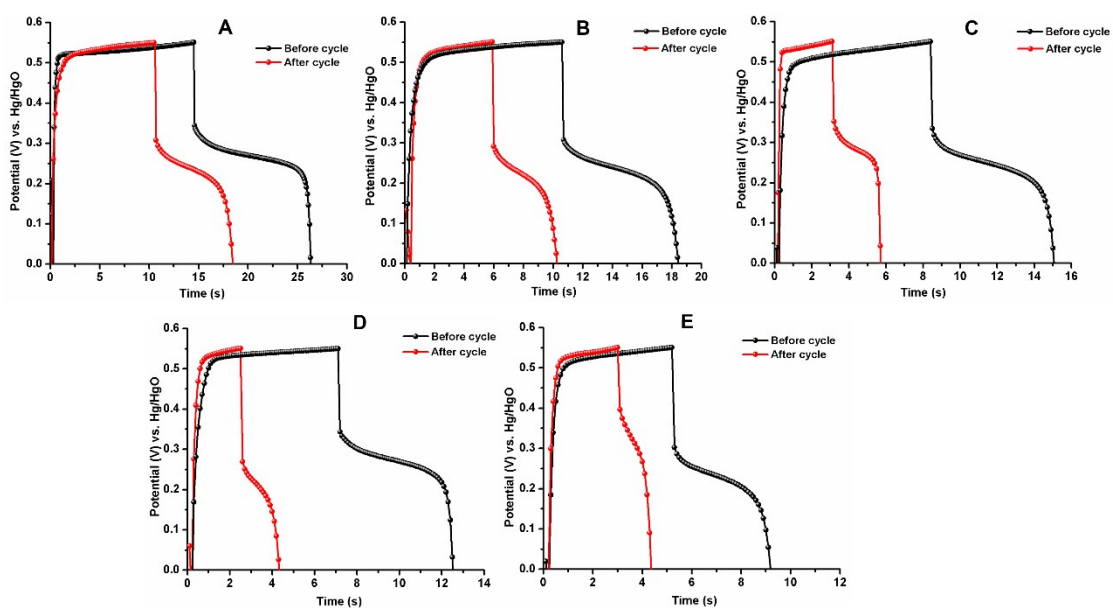 A
Before cycle
After cycle
Potential (V) vs. Hg/HgO
0.6
0.5
0.4
0.3
0.2
0.1
0.0
0 5 10 15 20 25 30
Time (s)
B
Before cycle
After cycle
Potential (V) vs. Hg/HgO
0.6
0.5
0.4
0.3
0.2
0.1
0.0
0 2 4 6 8 10 12 14 16 18 20
Time (s)
C
Before cycle
After cycle
Potential (V) vs. Hg/HgO
0.6
0.5
0.4
0.3
0.2
0.1
0.0
0 2 4 6 8 10 12 14 16
Time (s)
D
Before cycle
After cycle
Potential (V) vs. Hg/HgO
0.6
0.5
0.4
0.3
0.2
0.1
0.0
0 2 4 6 8 10 12 14
Time (s)
E
Before cycle
After cycle
Potential (V) vs. Hg/HgO
0.6
0.5
0.4
0.3
0.2
0.1
0.0
0 2 4 6 8 10 12
Time (s)